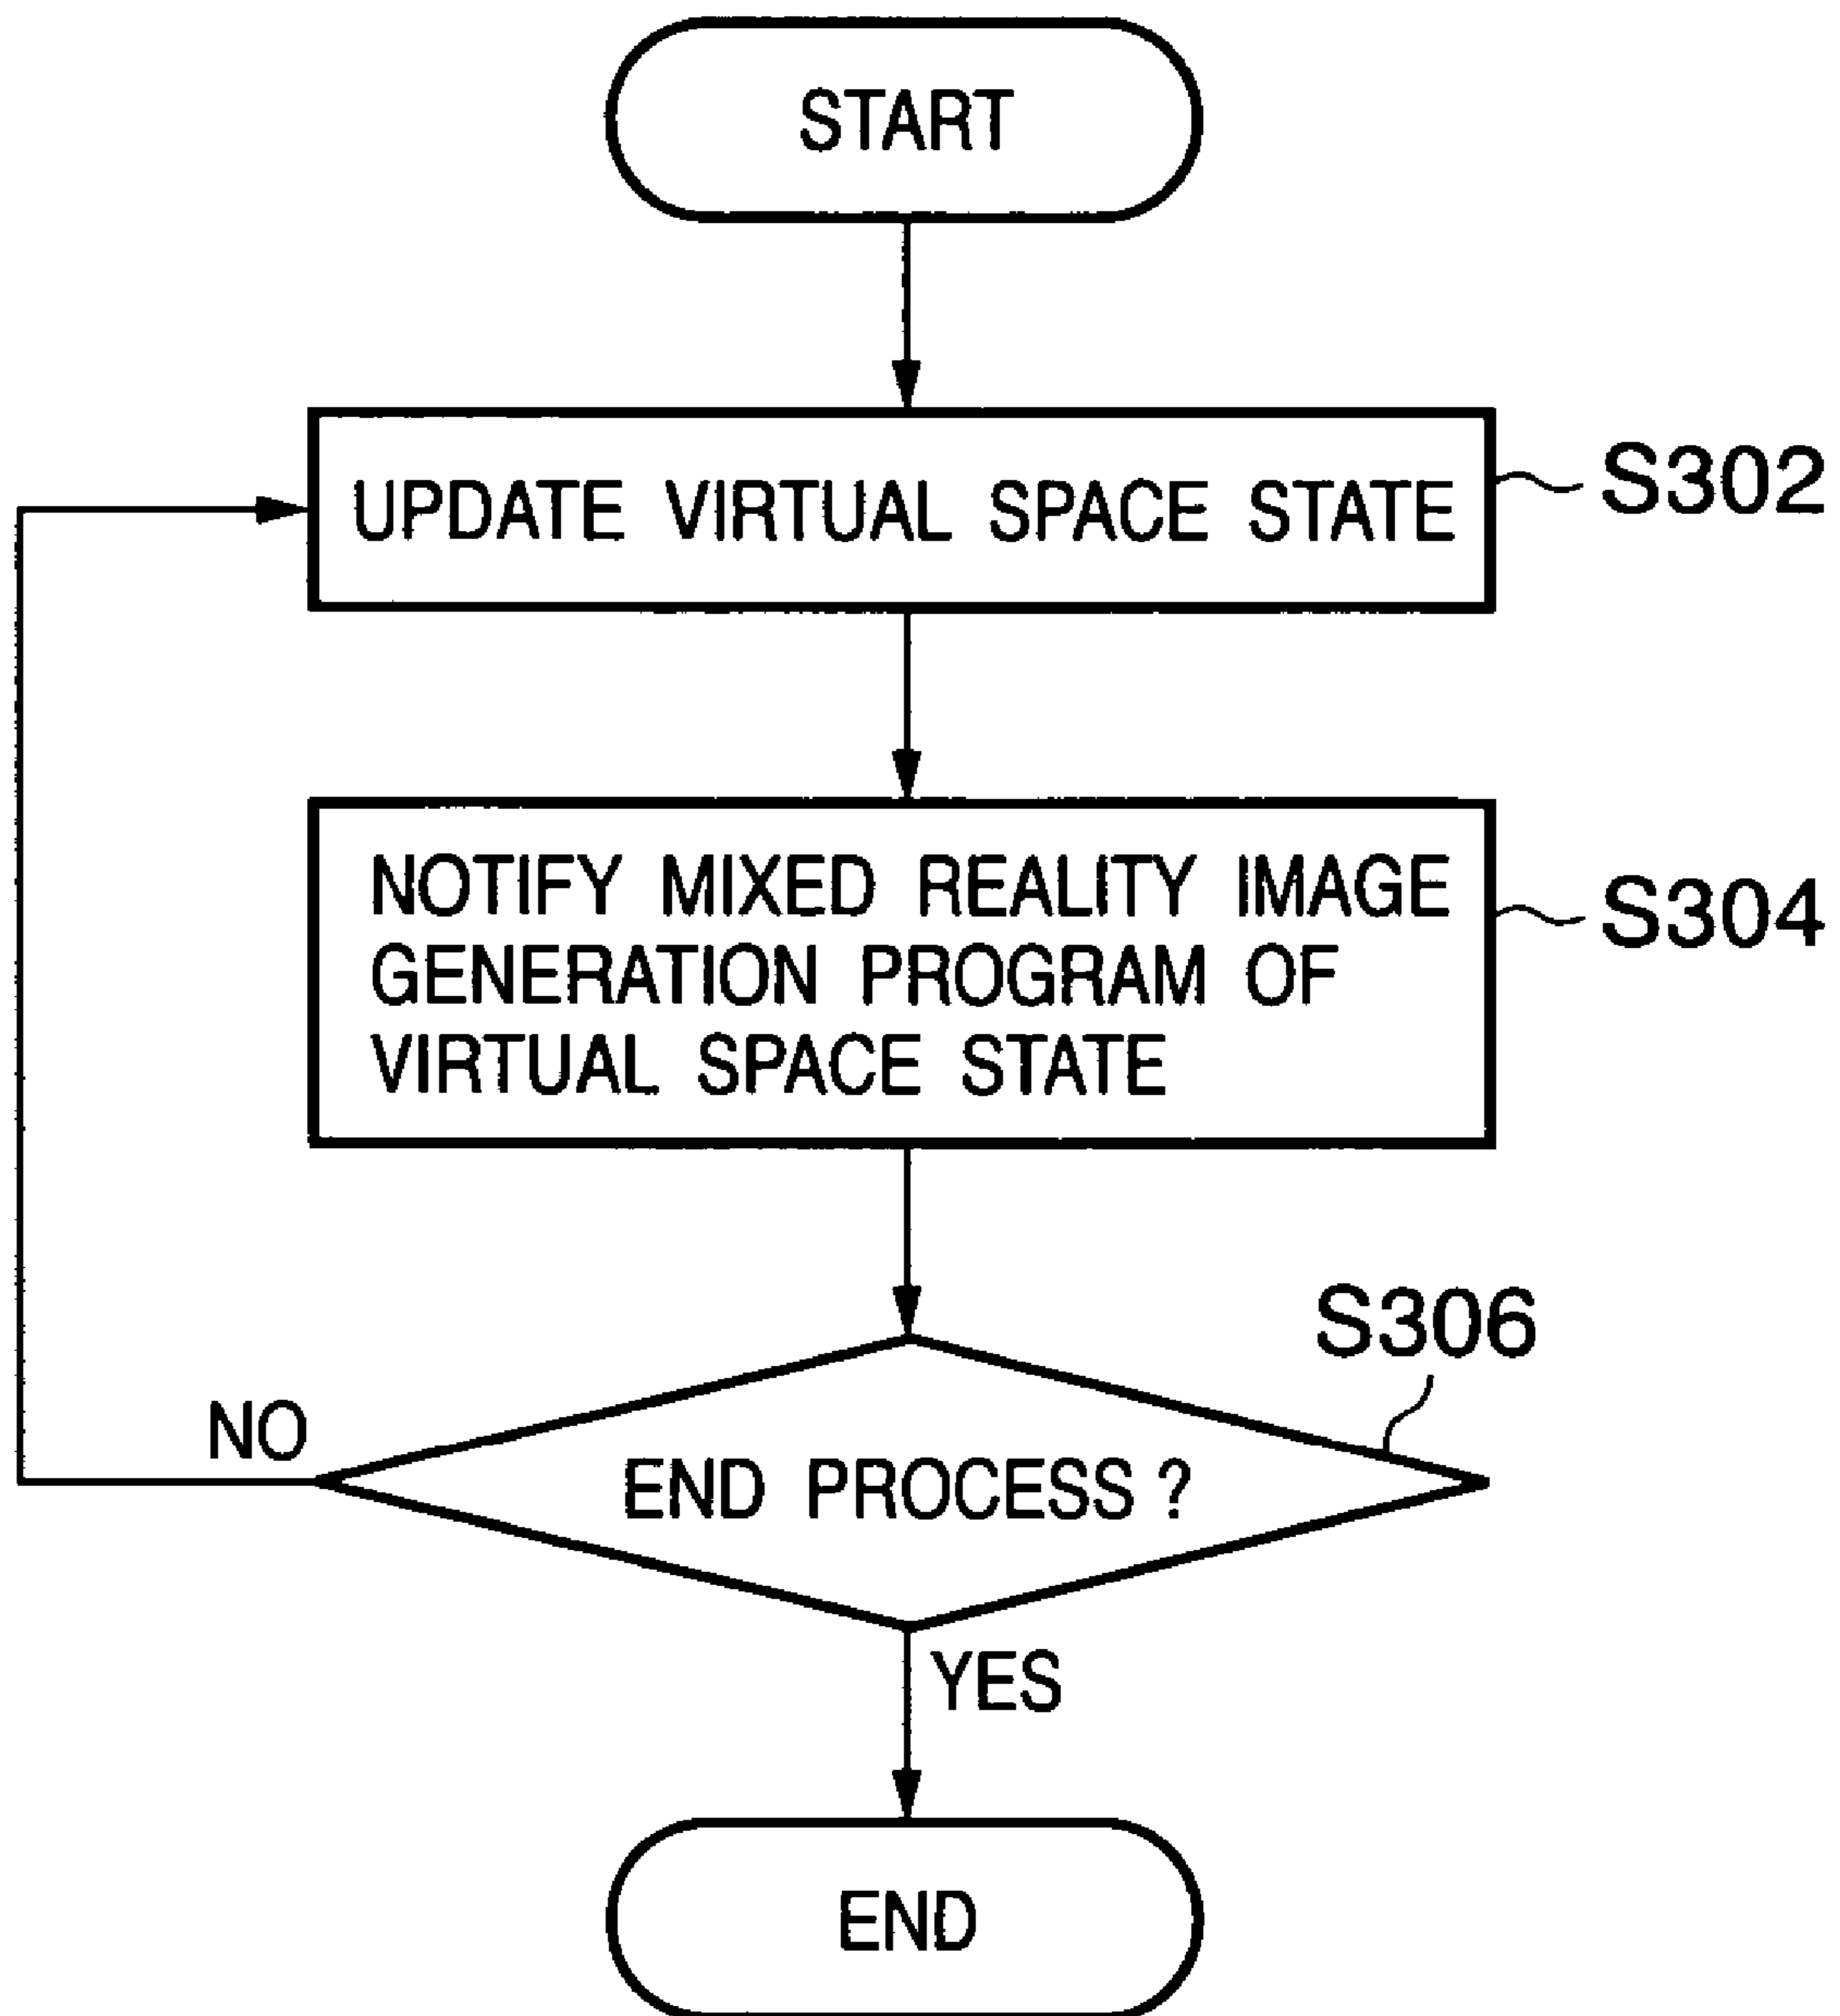 START
UPDATE VIRTUAL SPACE STATE
S302
NOTIFY MIXED REALITY IMAGE
GENERATION PROGRAM OF
VIRTUAL SPACE STATE
S304
S306
NO
END PROCESS ?
YES
END